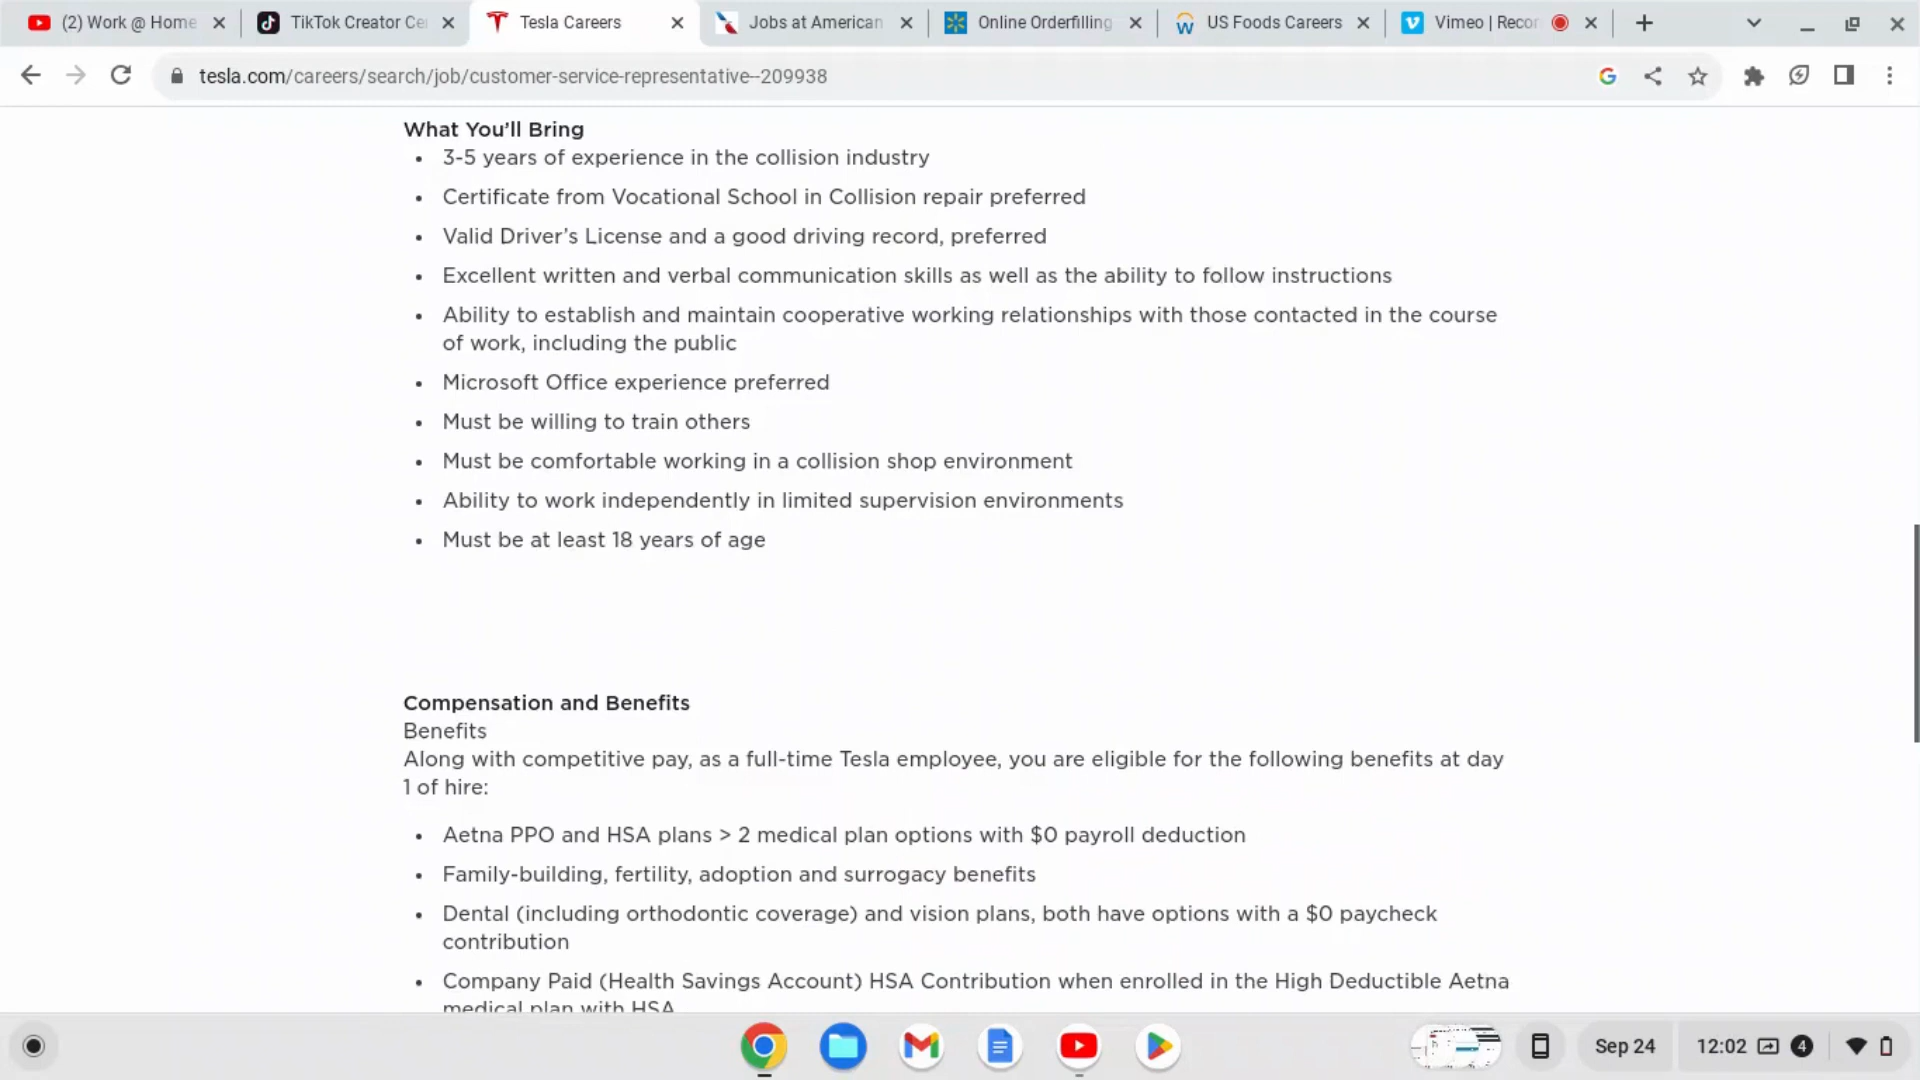 (2) Work @ Home
TikTok Creator Ce
Tesla Careers
Jobs at American
Online Orderfilling
US Foods Careers
Vimeo | Recor
tesla.com/careers/search/job/customer-service-representative--209938
What You'll Bring
• 3-5 years of experience in the collision industry
• Certificate from Vocational School in Collision repair preferred
• Valid Driver's License and a good driving record, preferred
• Excellent written and verbal communication skills as well as the ability to follow instructions
• Ability to establish and maintain cooperative working relationships with those contacted in the course
of work, including the public
• Microsoft Office experience preferred
• Must be willing to train others
• Must be comfortable working in a collision shop environment
• Ability to work independently in limited supervision environments
• Must be at least 18 years of age
Compensation and Benefits
Benefits
Along with competitive pay, as a full-time Tesla employee, you are eligible for the following benefits at day
1 of hire:
• Aetna PPO and HSA plans > 2 medical plan options with $0 payroll deduction
• Family-building, fertility, adoption and surrogacy benefits
• Dental (including orthodontic coverage) and vision plans, both have options with a $0 paycheck
contribution
• Company Paid (Health Savings Account) HSA Contribution when enrolled in the High Deductible Aetna
medical plan with HSA
Sep 24
12:02
4